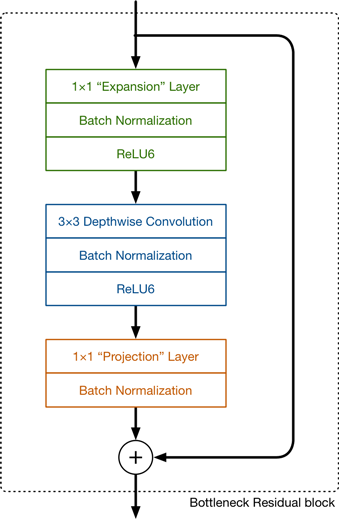 1×1 “Expansion” Layer
Batch Normalization
ReLU6
3×3 Depthwise Convolution
Batch Normalization
ReLU6
1×1 “Projection” Layer
Batch Normalization
+
Bottleneck Residual block